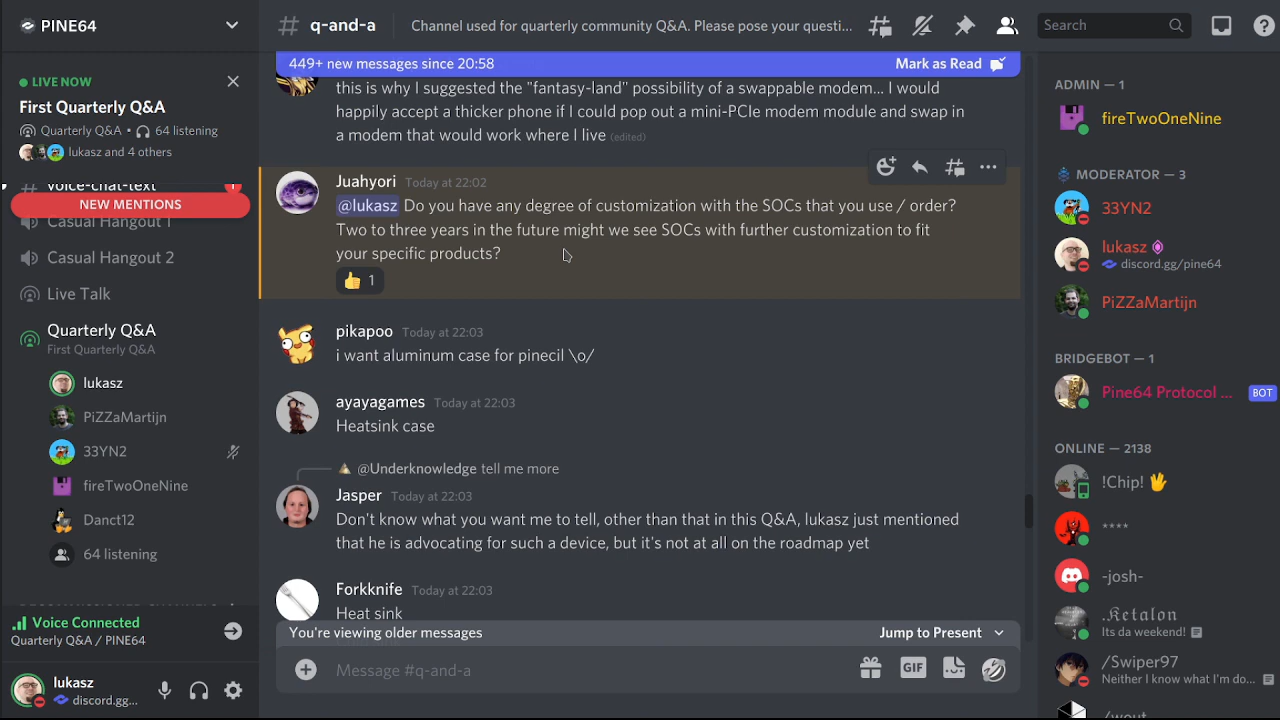 PINE64
q-and-a
Channel used for quarterly community Q&A. Please pose your questi...
Search
LIVE NOW
First Quarterly Q&A
Quarterly Q&A • 64 listening
lukasz and 4 others
voice-chat-text
NEW MENTIONS
Casual Hangout 1
Casual Hangout 2
Live Talk
Quarterly Q&A
First Quarterly Q&A
lukasz
PiZZaMartijn
33YN2
fireTwoOneNine
Danct12
64 listening
Voice Connected
Quarterly Q&A / PINE64
lukasz
discord.gg...
449+ new messages since 20:58
Mark as Read
this is why I suggested the "fantasy-land" possibility of a swappable modem... I would
happily accept a thicker phone if I could pop out a mini-PCIe modem module and swap in
a modem that would work where I live (edited)
Juahyori Today at 22:02
@lukasz Do you have any degree of customization with the SOCs that you use / order?
Two to three years in the future might we see SOCs with further customization to fit
your specific products?
👍 1
pikapoo Today at 22:03
i want aluminum case for pinecil \o/
ayayagames Today at 22:03
Heatsink case
@Underknowledge tell me more
Jasper Today at 22:03
Don't know what you want me to tell, other than that in this Q&A, lukasz just mentioned
that he is advocating for such a device, but it's not at all on the roadmap yet
Forkknife Today at 22:03
Heat sink
You're viewing older messages
Jump to Present
Message #q-and-a
GIF
ADMIN — 1
fireTwoOneNine
MODERATOR — 3
33YN2
lukasz
discord.gg/pine64
PiZZaMartijn
BRIDGEBOT — 1
Pine64 Protocol ...
BOT
ONLINE — 2138
!Chip! 🖖
****
-josh-
.𝔎𝔢𝔱𝔞𝔩𝔬𝔫
Its da weekend!
/Swiper97
Neither I know what I'm do...
/wout